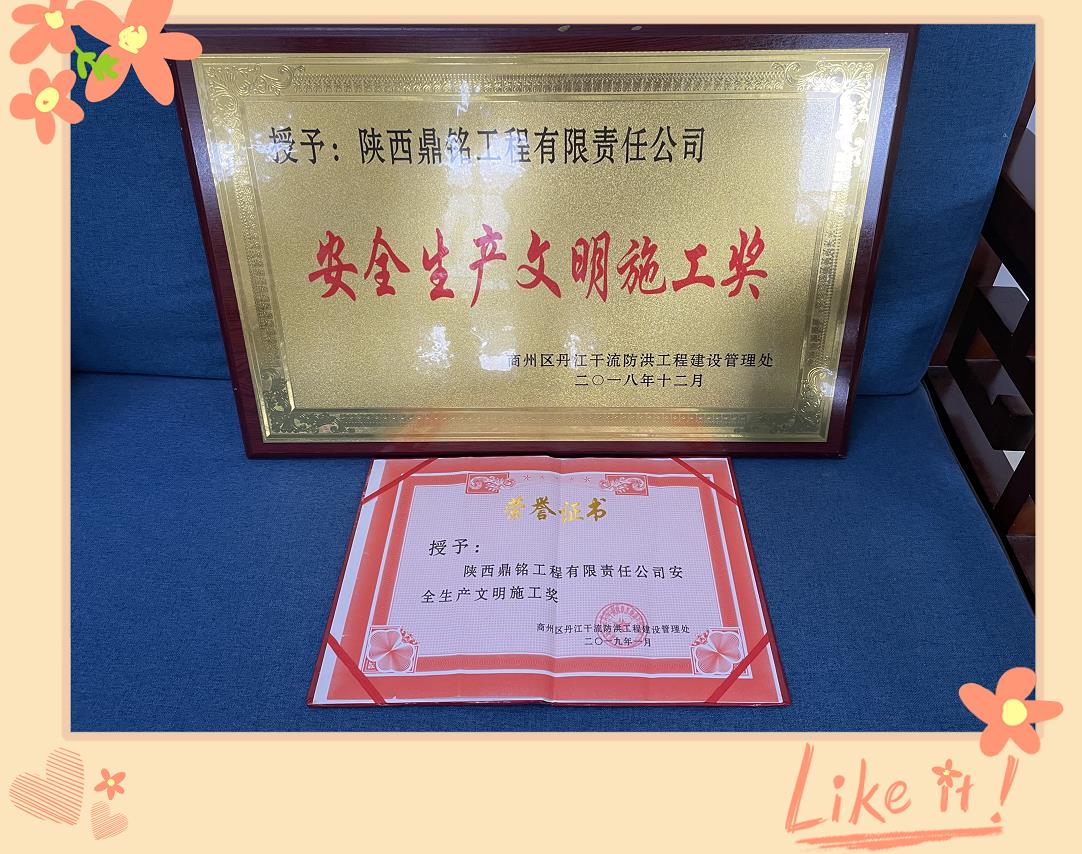 授予：陕西鼎铭工程有限责任公司
安全生产文明施工奖
商州区丹江干流防洪工程建设管理处
二〇一八年十二月
荣誉证书
授予：
陕西鼎铭工程有限责任公司安
全生产文明施工奖
商州区丹江干流防洪工程建设管理处
二〇一九年一月
Like it!